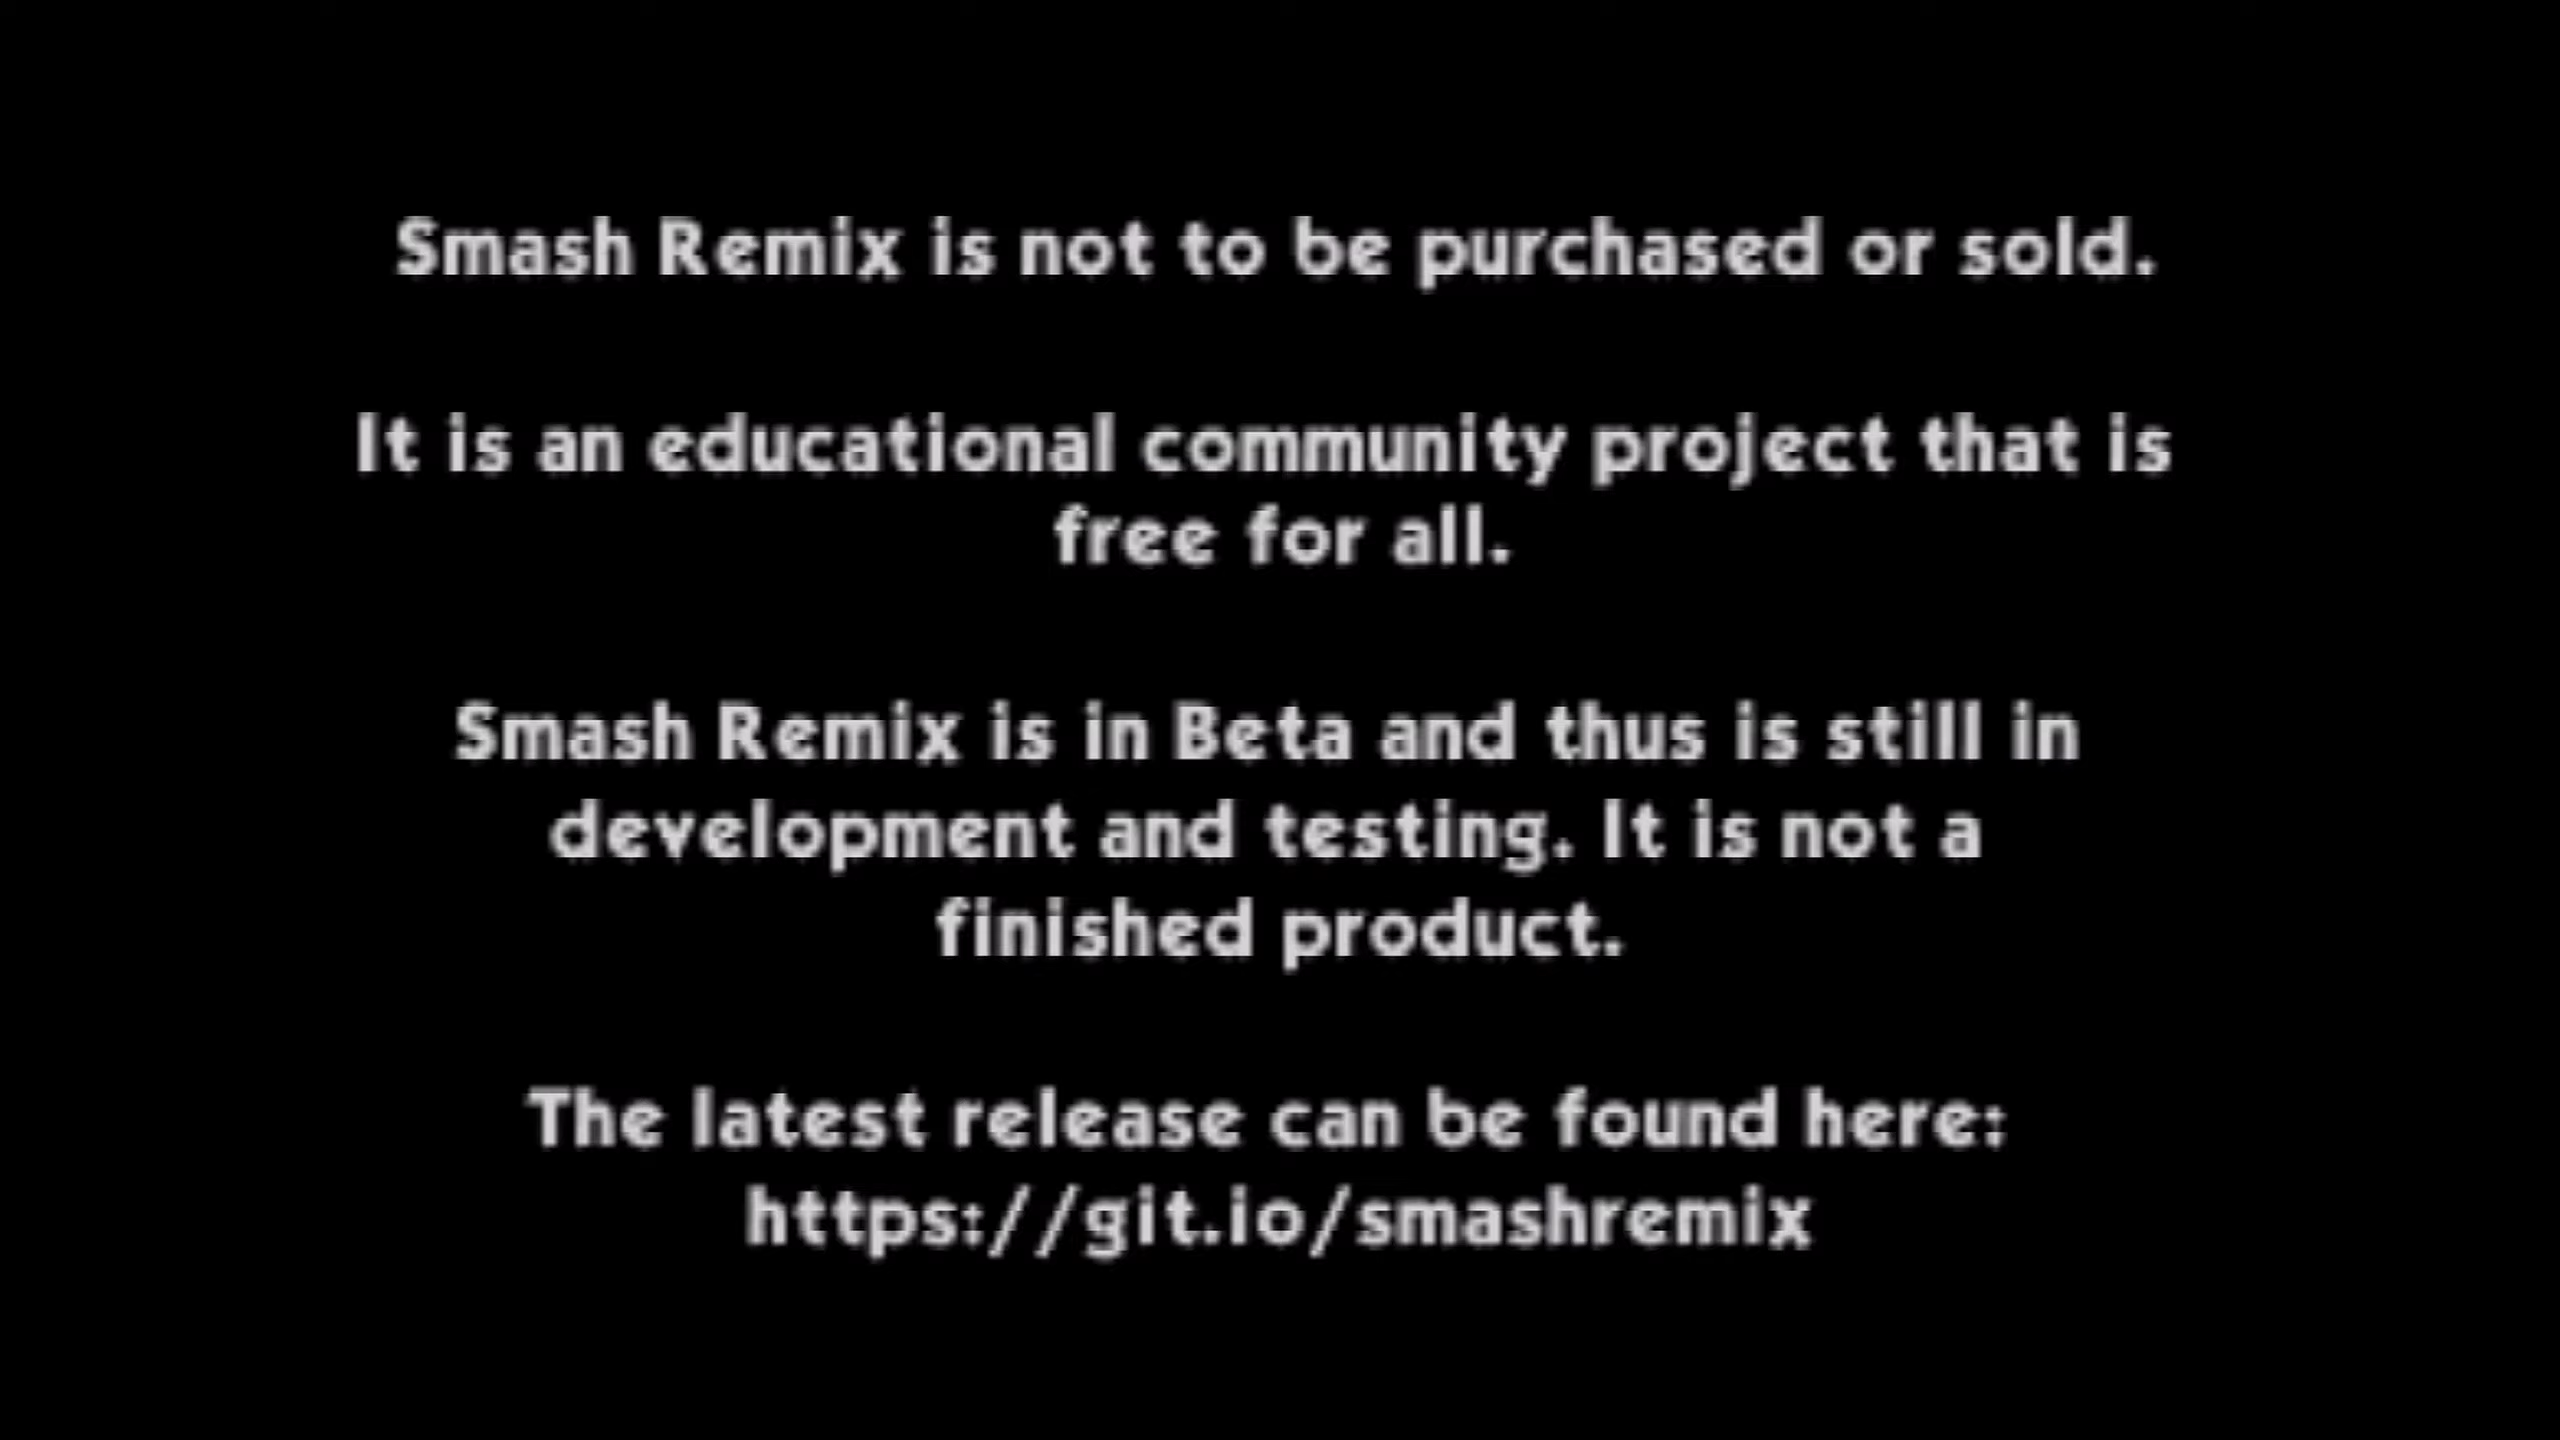 Smash Remix is not to be purchased or sold.
It is an educational community project that is
free for all.
Smash Remix is in Beta and thus is still in
development and testing. It is not a
finished product.
The latest release can be found here:
https://git.io/smashremix